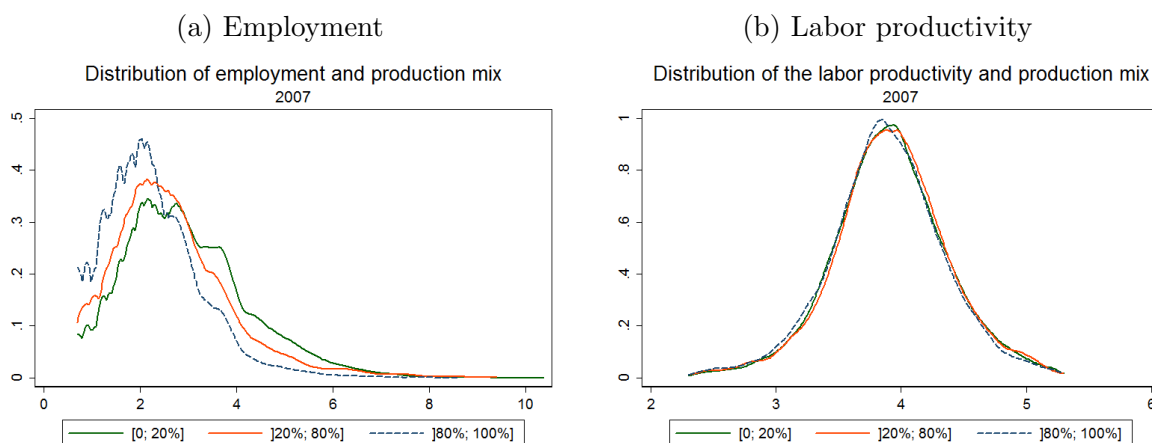 (a) Employment
Distribution of employment and production mix
2007
.5
.4
.3
.2
.1
0
0 2 4 6 8 10
[0; 20%] ]20%; 80%] ]80%; 100%]
(b) Labor productivity
Distribution of the labor productivity and production mix
2007
1
.8
.6
.4
.2
0
2 3 4 5 6
[0; 20%] ]20%; 80%] ]80%; 100%]